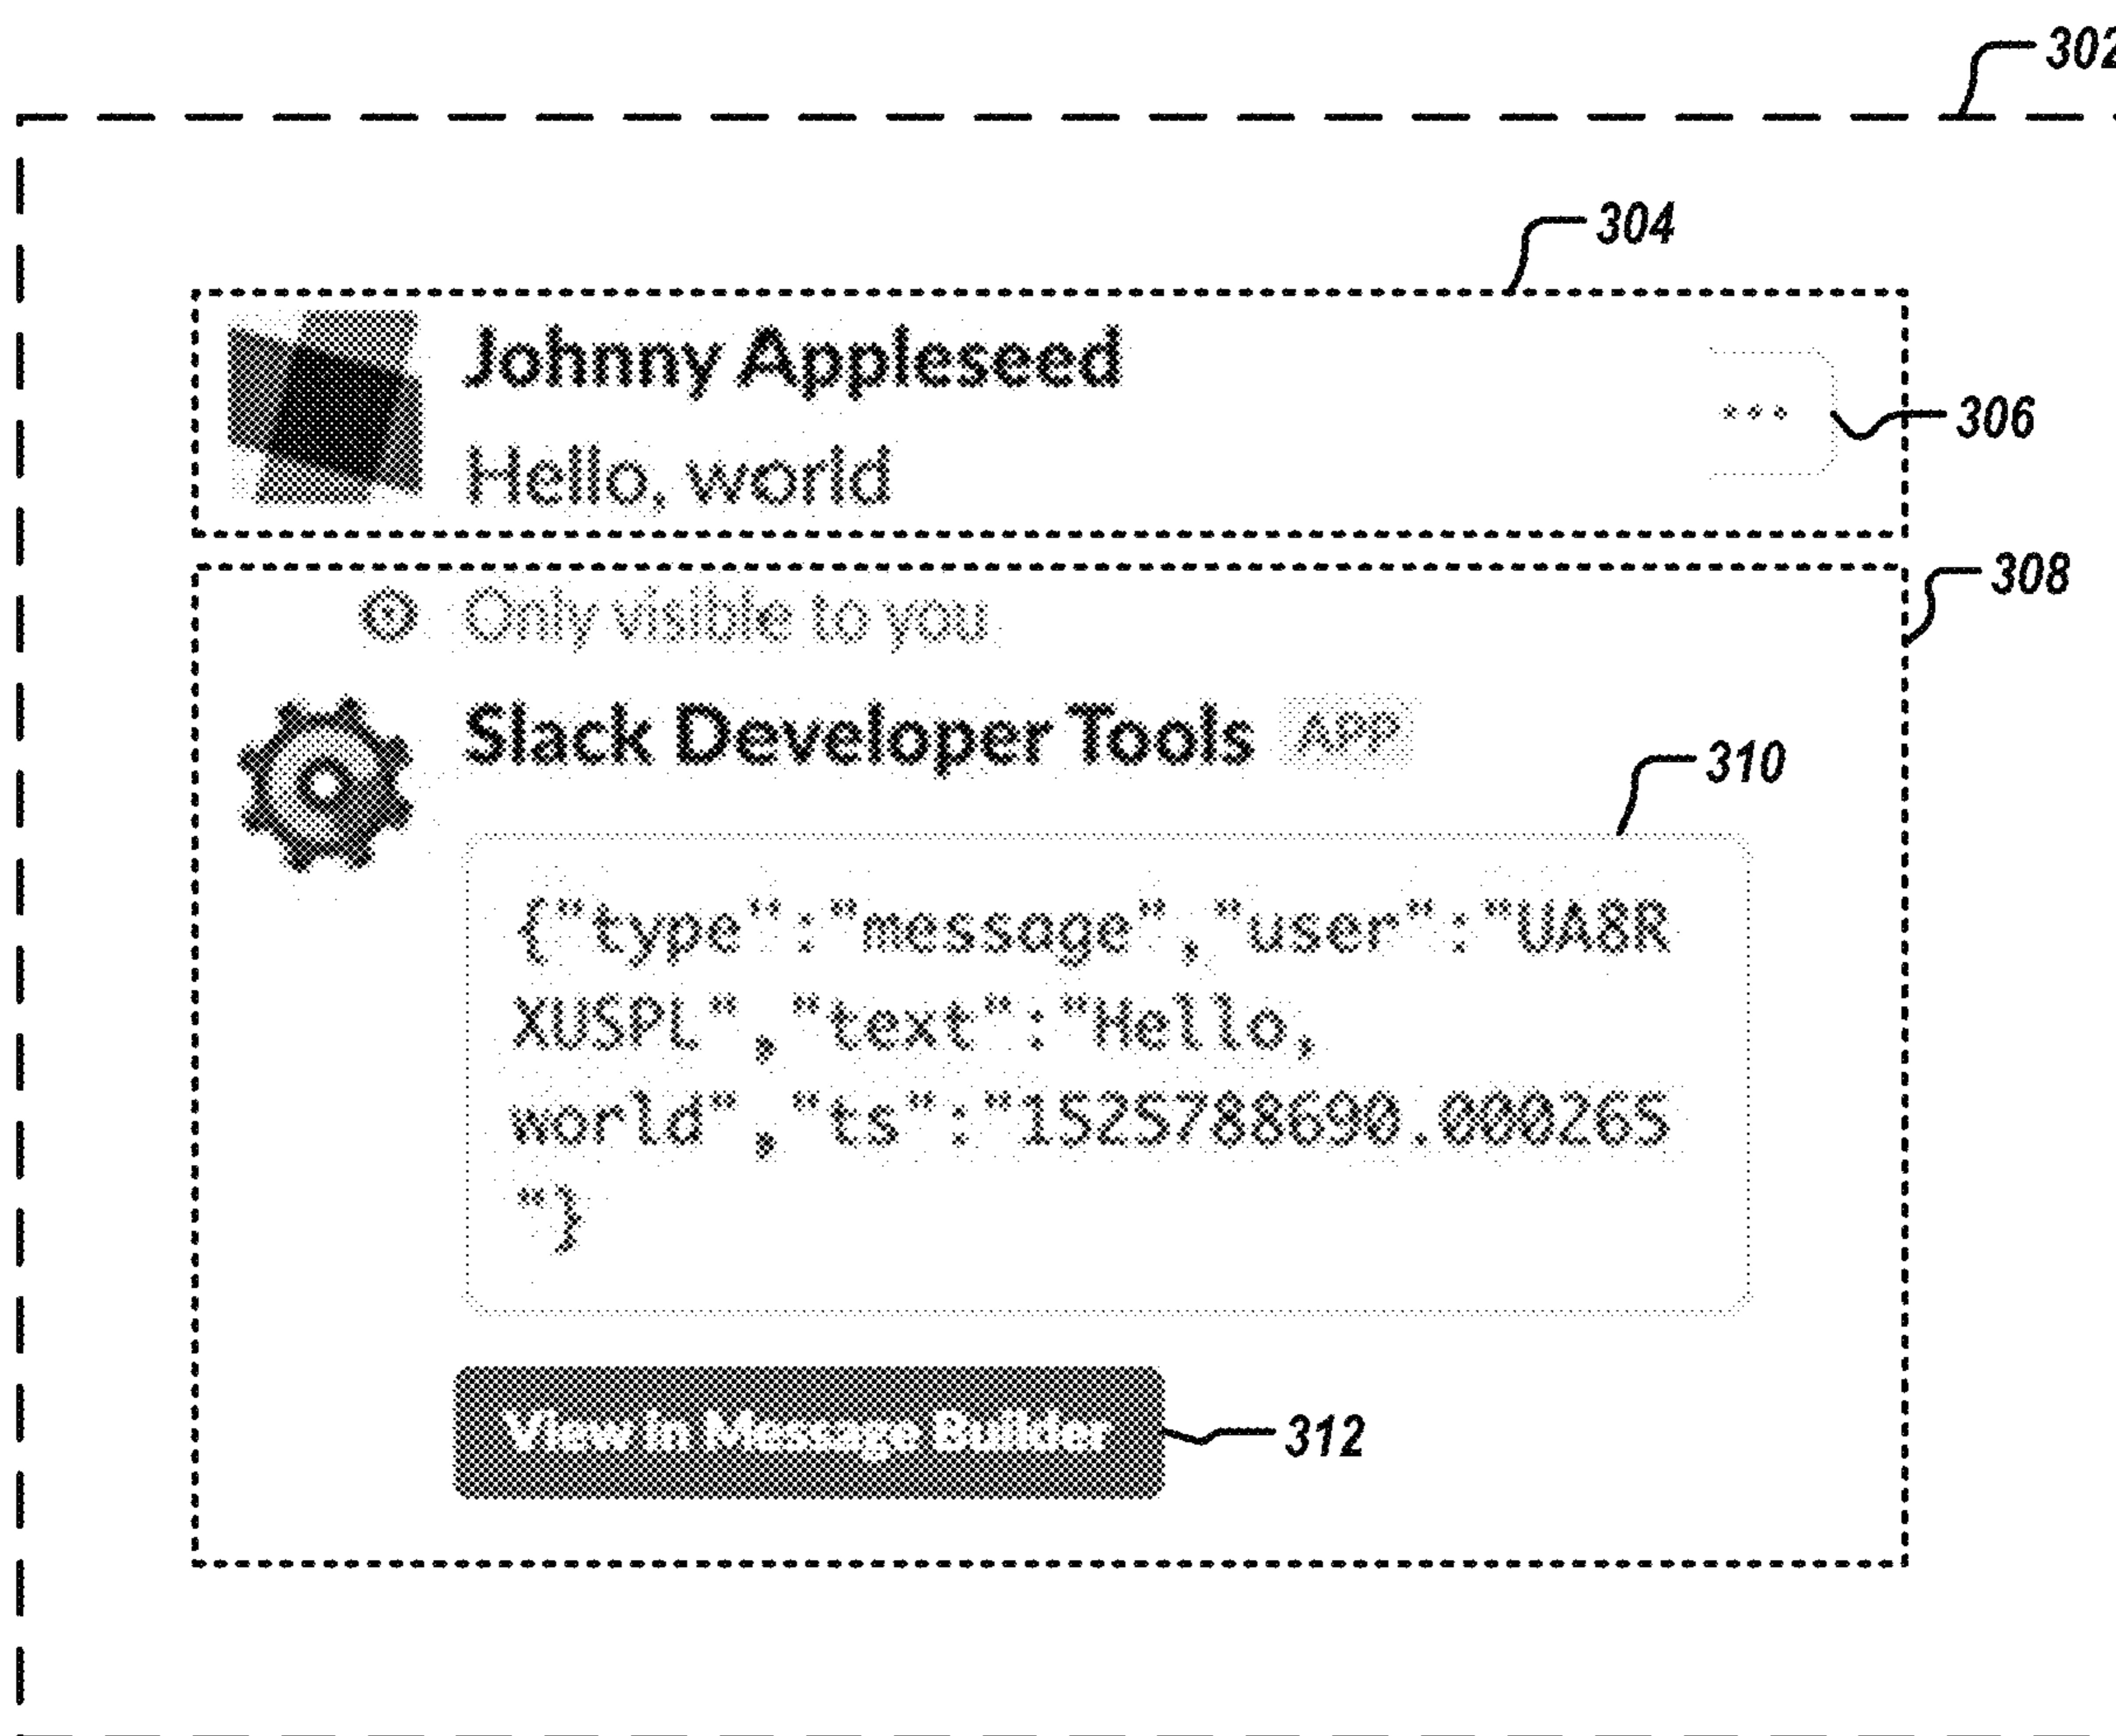 302
304
Johnny Appleseed
... 306
Hello, world
308
Only visible to you
Slack Developer Tools APP
310
{"type":"message","user":"UA8R
XUSPL","text":"Hello,
world","ts":"1525788690.000265
"}
View in Message Builder 312